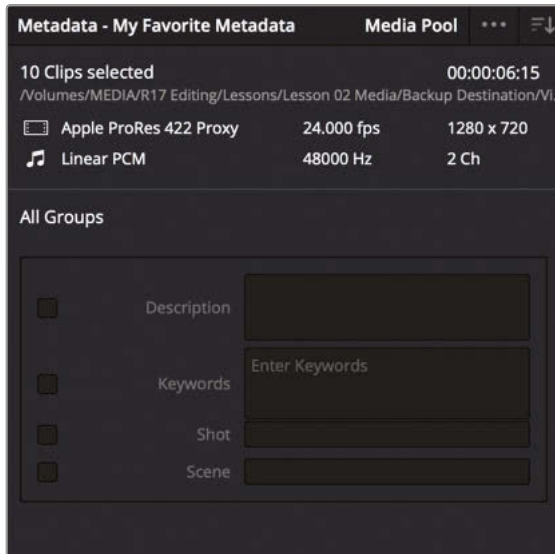 Metadata - My Favorite Metadata Media Pool •••
10 Clips selected 00:00:06:15
/Volumes/MEDIA/R17 Editing/Lessons/Lesson 02 Media/Backup Destination/Vi.
Apple ProRes 422 Proxy 24.000 fps 1280 x 720
Linear PCM 48000 Hz 2 Ch
All Groups
Description
Enter Keywords
Keywords
Shot
Scene